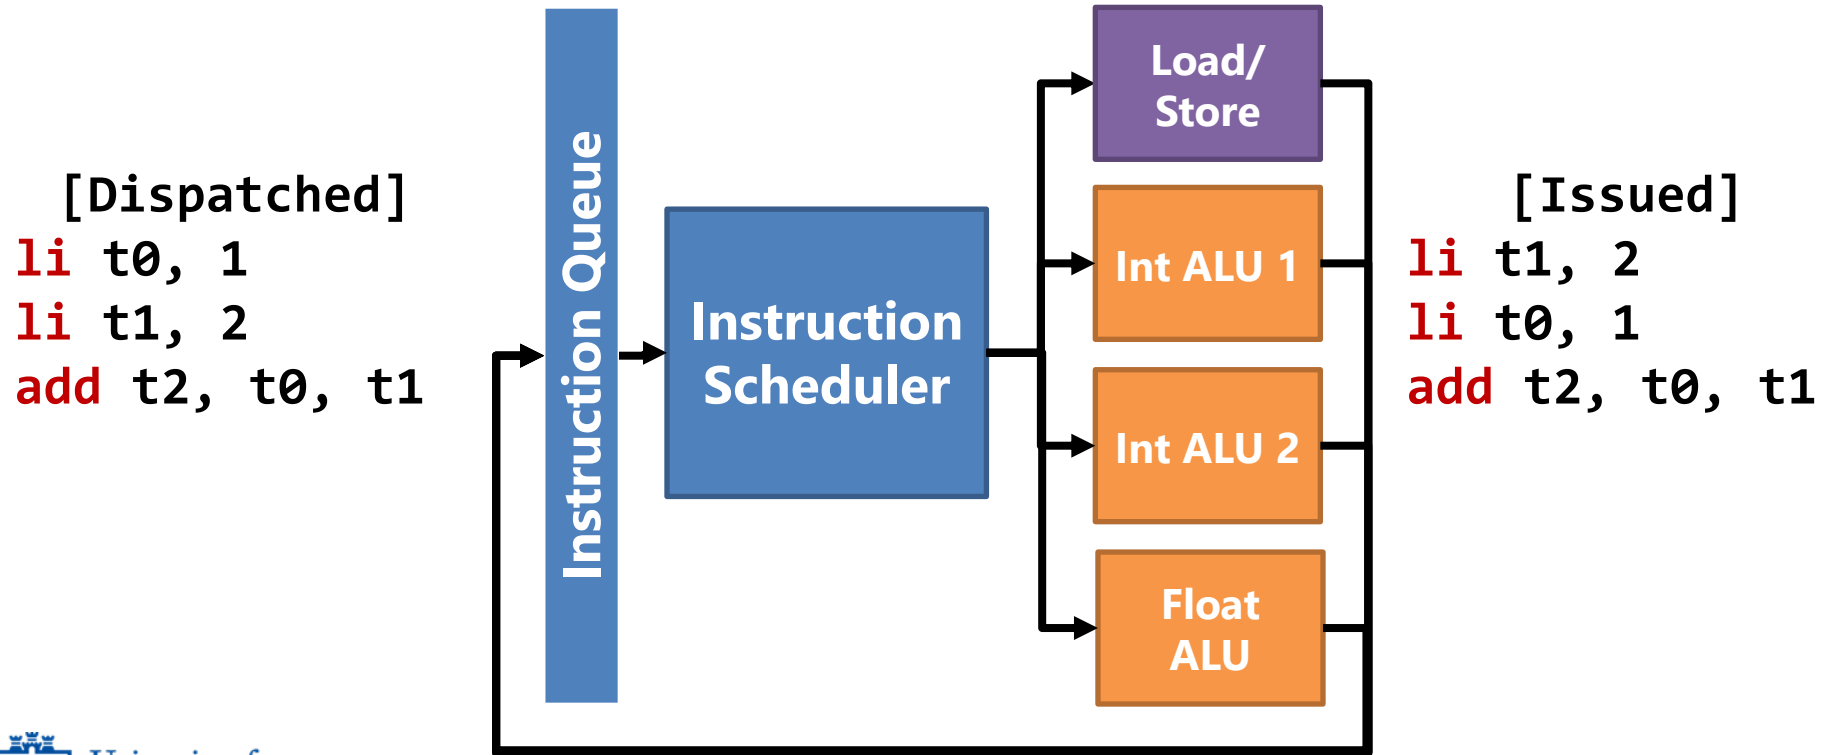 [Dispatched]
li t0, 1
li t1, 2
add t2, t0, t1
Instruction Queue
Instruction
Scheduler
Load/
Store
Int ALU 1
Int ALU 2
Float
ALU
[Issued]
li t1, 2
li t0, 1
add t2, t0, t1